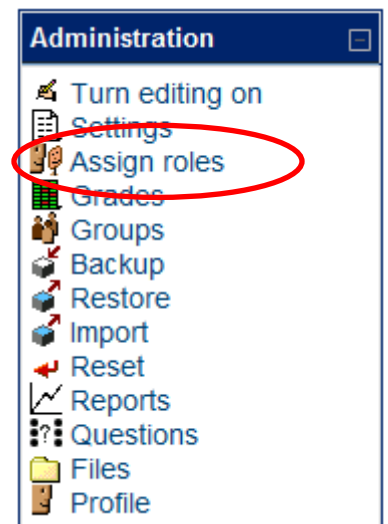 Administration
Turn editing on
Settings
Assign roles
Grades
Groups
Backup
Restore
Import
Reset
Reports
Questions
Files
Profile